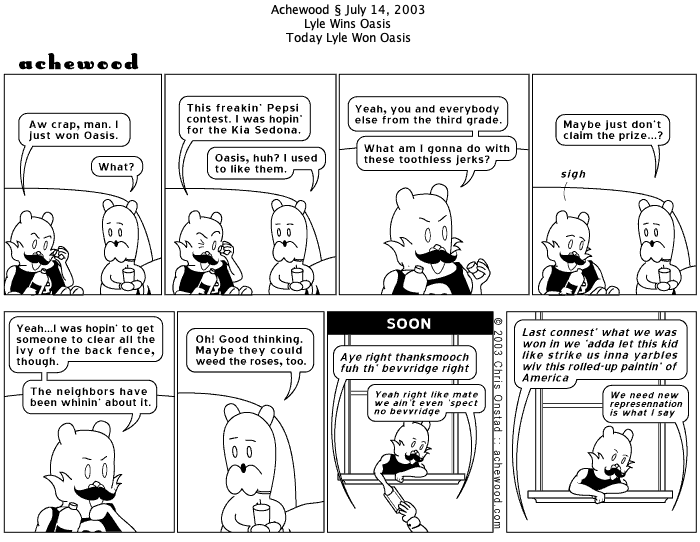 Achewood § July 14, 2003
Lyle Wins Oasis
Today Lyle Won Oasis
achewood
Aw crap, man. I
just won Oasis.
What?
This freakin' Pepsi
contest. I was hopin'
for the Kia Sedona.
Oasis, huh? I used
to like them.
Yeah, you and everybody
else from the third grade.
What am I gonna do with
these toothless jerks?
Maybe just don't
claim the prize...?
sigh
Yeah...I was hopin' to get
someone to clear all the
ivy off the back fence,
though.
The neighbors have
been whinin' about it.
Oh! Good thinking.
Maybe they could
weed the roses, too.
SOON
Aye right thanksmooch
fuh th' bevvridge right
Yeah right like mate
we ain't even 'spect
no bevvridge
© 2003 Chris Onstad :: achewood.com
Last connest' what we was
won in we 'adda let this kid
like strike us inna yarbles
wiv this rolled-up paintin' of
America
We need new
represennation
is what I say